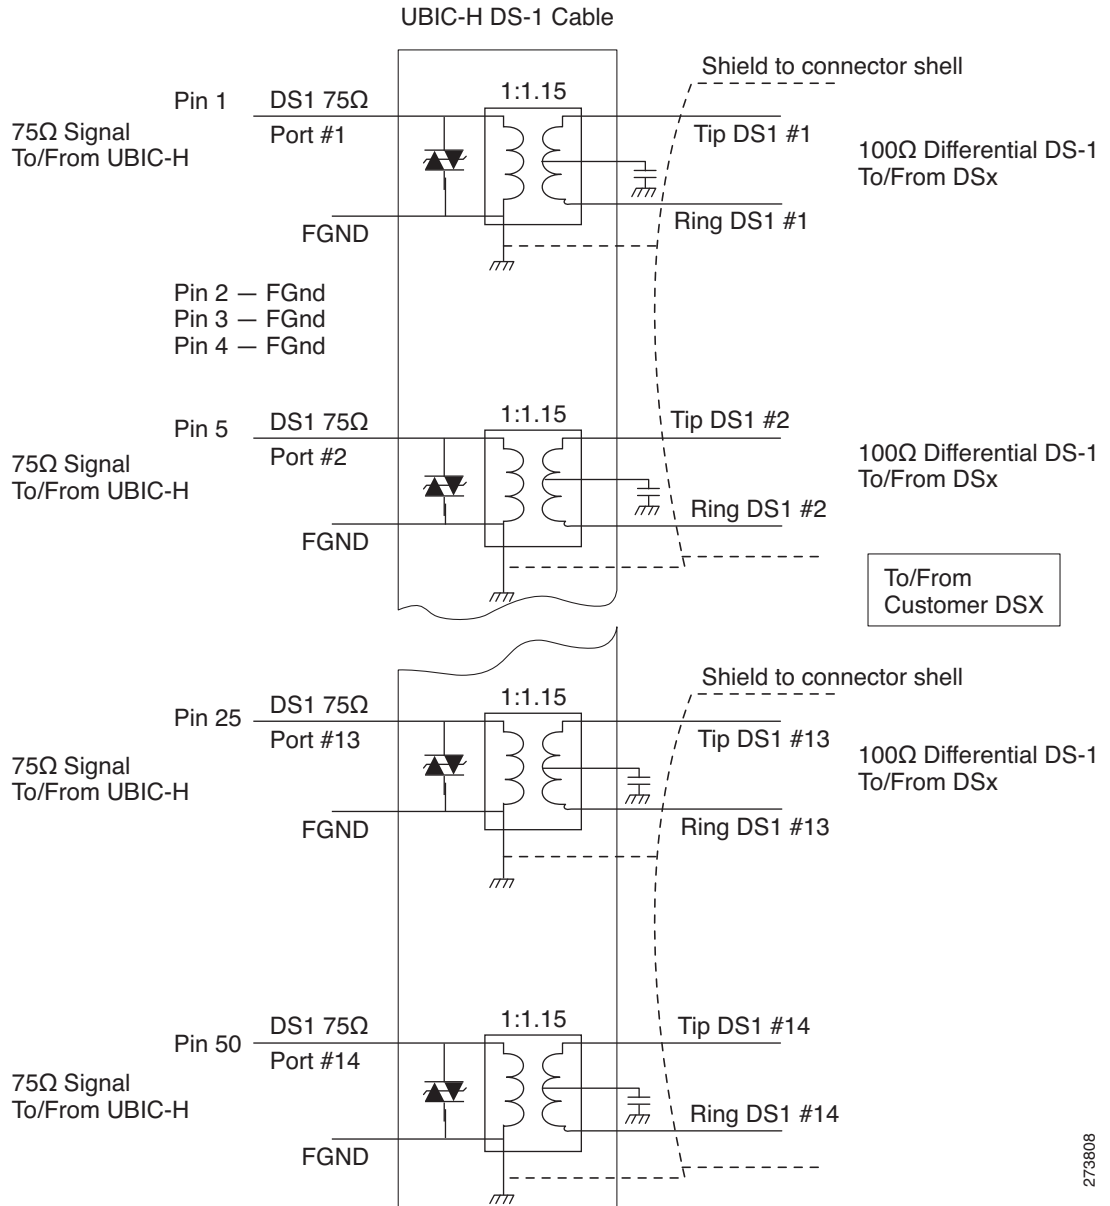 UBIC-H DS-1 Cable
Shield to connector shell
Pin 1
DS1 75Ω
1:1.15
75Ω Signal
To/From UBIC-H
Port #1
Tip DS1 #1
100Ω Differential DS-1
To/From DSx
Ring DS1 #1
FGND
Pin 2 — FGnd
Pin 3 — FGnd
Pin 4 — FGnd
Pin 5
DS1 75Ω
1:1.15
Tip DS1 #2
75Ω Signal
To/From UBIC-H
Port #2
100Ω Differential DS-1
To/From DSx
Ring DS1 #2
FGND
To/From
Customer DSX
Shield to connector shell
Pin 25
DS1 75Ω
1:1.15
Port #13
Tip DS1 #13
75Ω Signal
To/From UBIC-H
100Ω Differential DS-1
To/From DSx
FGND
Ring DS1 #13
Pin 50
DS1 75Ω
1:1.15
Tip DS1 #14
Port #14
75Ω Signal
To/From UBIC-H
Ring DS1 #14
FGND
273808